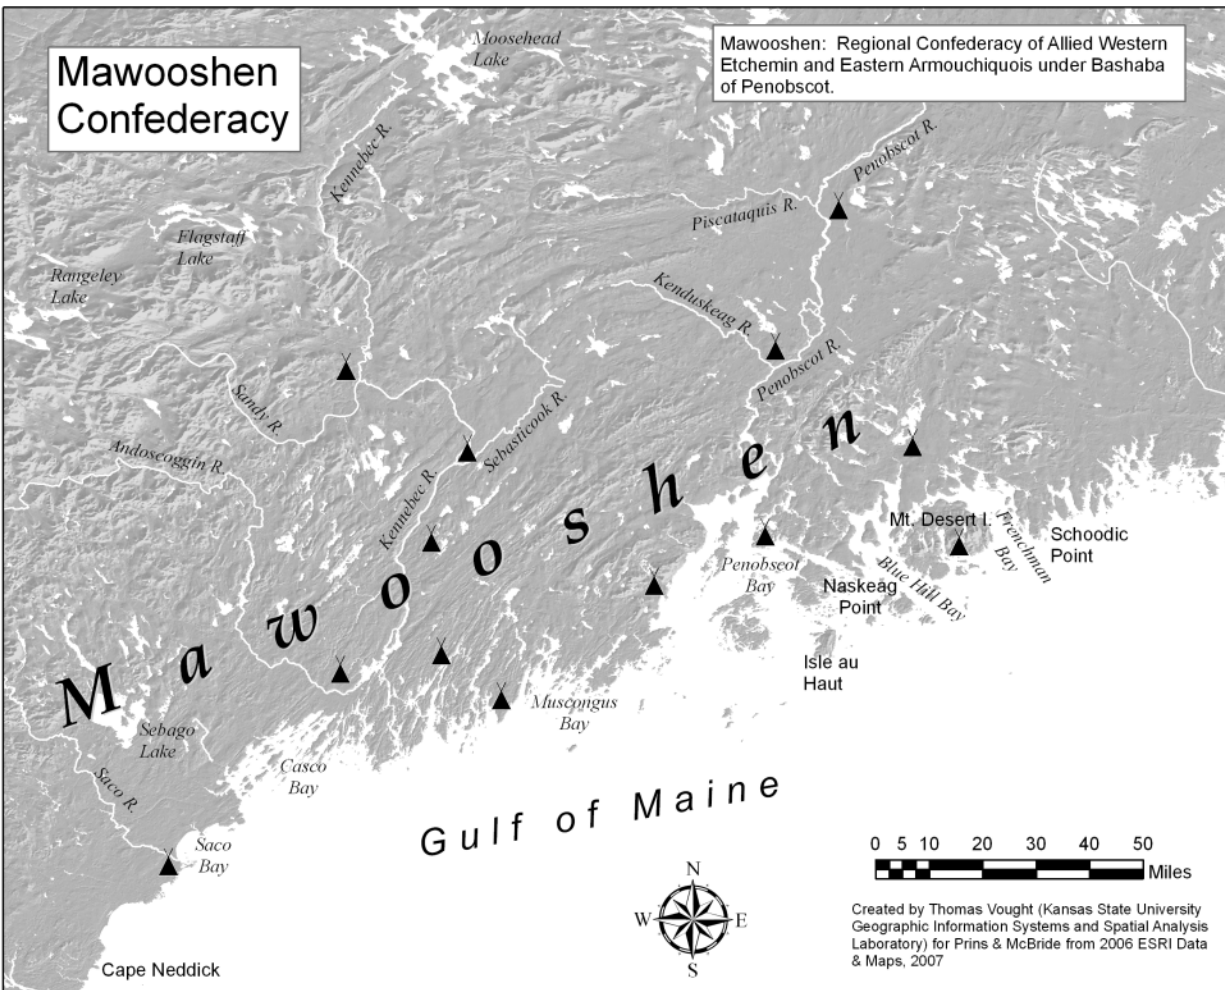 Mawooshen
Confederacy
Mawooshen:  Regional Confederacy of Allied Western
Etchemin and Eastern Armouchiquois under Bashaba
of Penobscot.
Moosehead
Lake
Kennebec R.
Penobscot R.
Piscataquis R.
Flagstaff
Lake
Rangeley
Lake
Kenduskeag R.
Penobscot R.
Sandy R.
Sebasticook R.
Androscoggin R.
Kennebec R.
Mawooshen
Mt. Desert I.
Frenchman
Bay
Schoodic
Point
Penobscot
Bay
Naskeag
Point
Blue Hill Bay
Isle au
Haut
Muscongus
Bay
Sebago
Lake
Casco
Bay
Saco R.
Gulf of Maine
Saco
Bay
Cape Neddick
N
W E
S
0 5 10 20 30 40 50
Miles
Created by Thomas Vought (Kansas State University
Geographic Information Systems and Spatial Analysis
Laboratory) for Prins & McBride from 2006 ESRI Data
& Maps, 2007